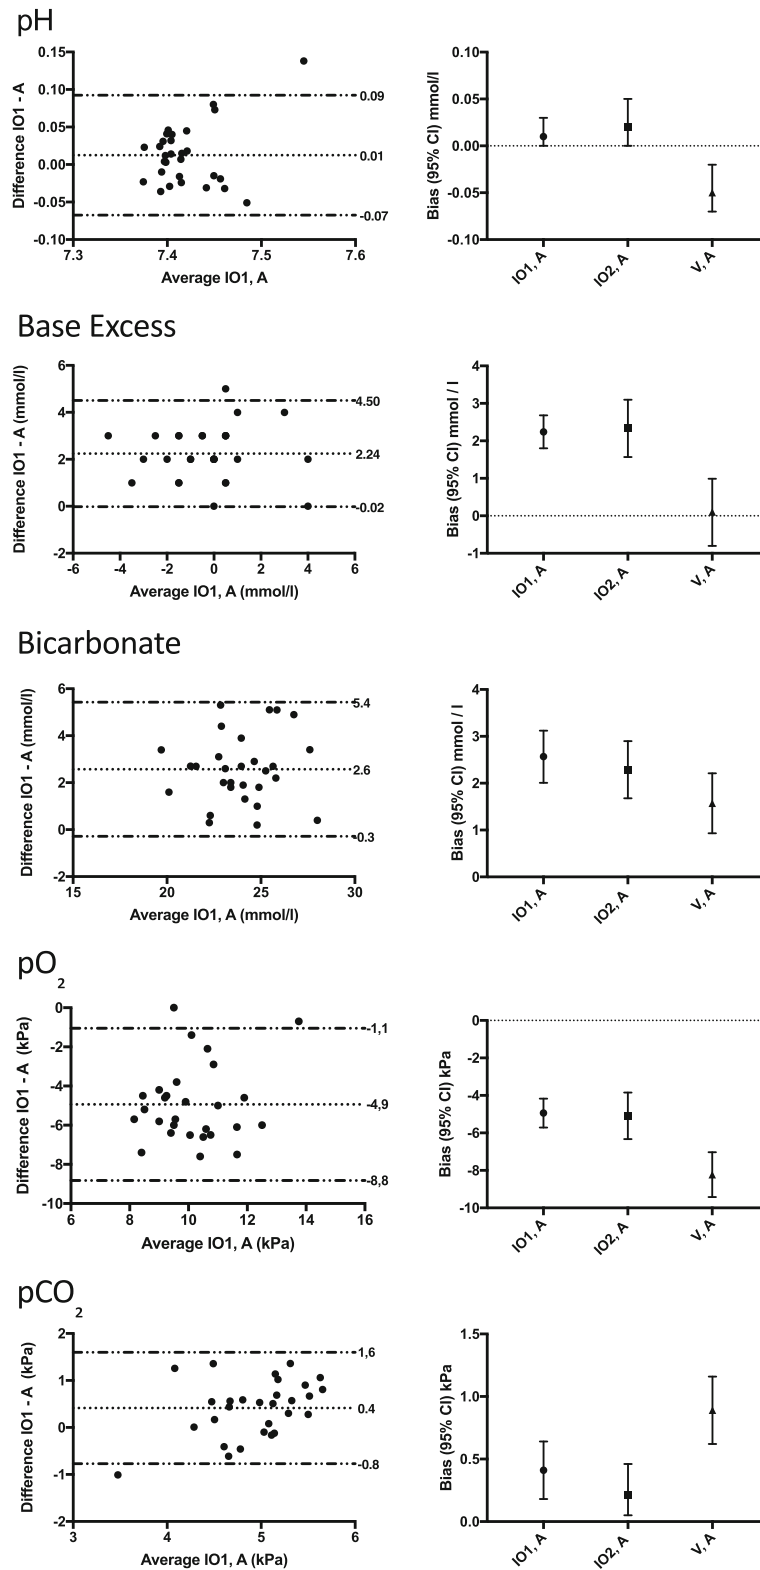 pH
0.15
0.10
0.05
0.00
-0.05
-0.10
Difference IO1 - A
0.09
0.01
-0.07
7.3
7.4
7.5
7.6
Average IO1, A
0.10
0.05
0.00
-0.05
-0.10
Bias (95% CI) mmol/l
IO1, A
IO2, A
V, A
Base Excess
6
4
2
0
-2
Difference IO1 - A (mmol/l)
4.50
2.24
-0.02
-6
-4
-2
0
2
4
6
Average IO1, A (mmol/l)
4
3
2
1
0
-1
Bias (95% CI) mmol / l
IO1, A
IO2, A
V, A
Bicarbonate
6
4
2
0
-2
Difference IO1 - A (mmol/l)
5.4
2.6
-0.3
15
20
25
30
Average IO1, A (mmol/l)
4
3
2
1
0
Bias (95% CI) mmol / l
IO1, A
IO2, A
V, A
pO
2
0
-2
-4
-6
-8
-10
Difference IO1 - A (kPa)
-1,1
-4,9
-8,8
6
8
10
12
14
16
Average IO1, A (kPa)
0
-2
-4
-6
-8
-10
Bias (95% CI) kPa
IO1, A
IO2, A
V, A
pCO
2
2
1
0
-1
-2
Difference IO1 - A (kPa)
1,6
0.4
-0.8
3
4
5
6
Average IO1, A (kPa)
1.5
1.0
0.5
0.0
Bias (95% CI) kPa
IO1, A
IO2, A
V, A